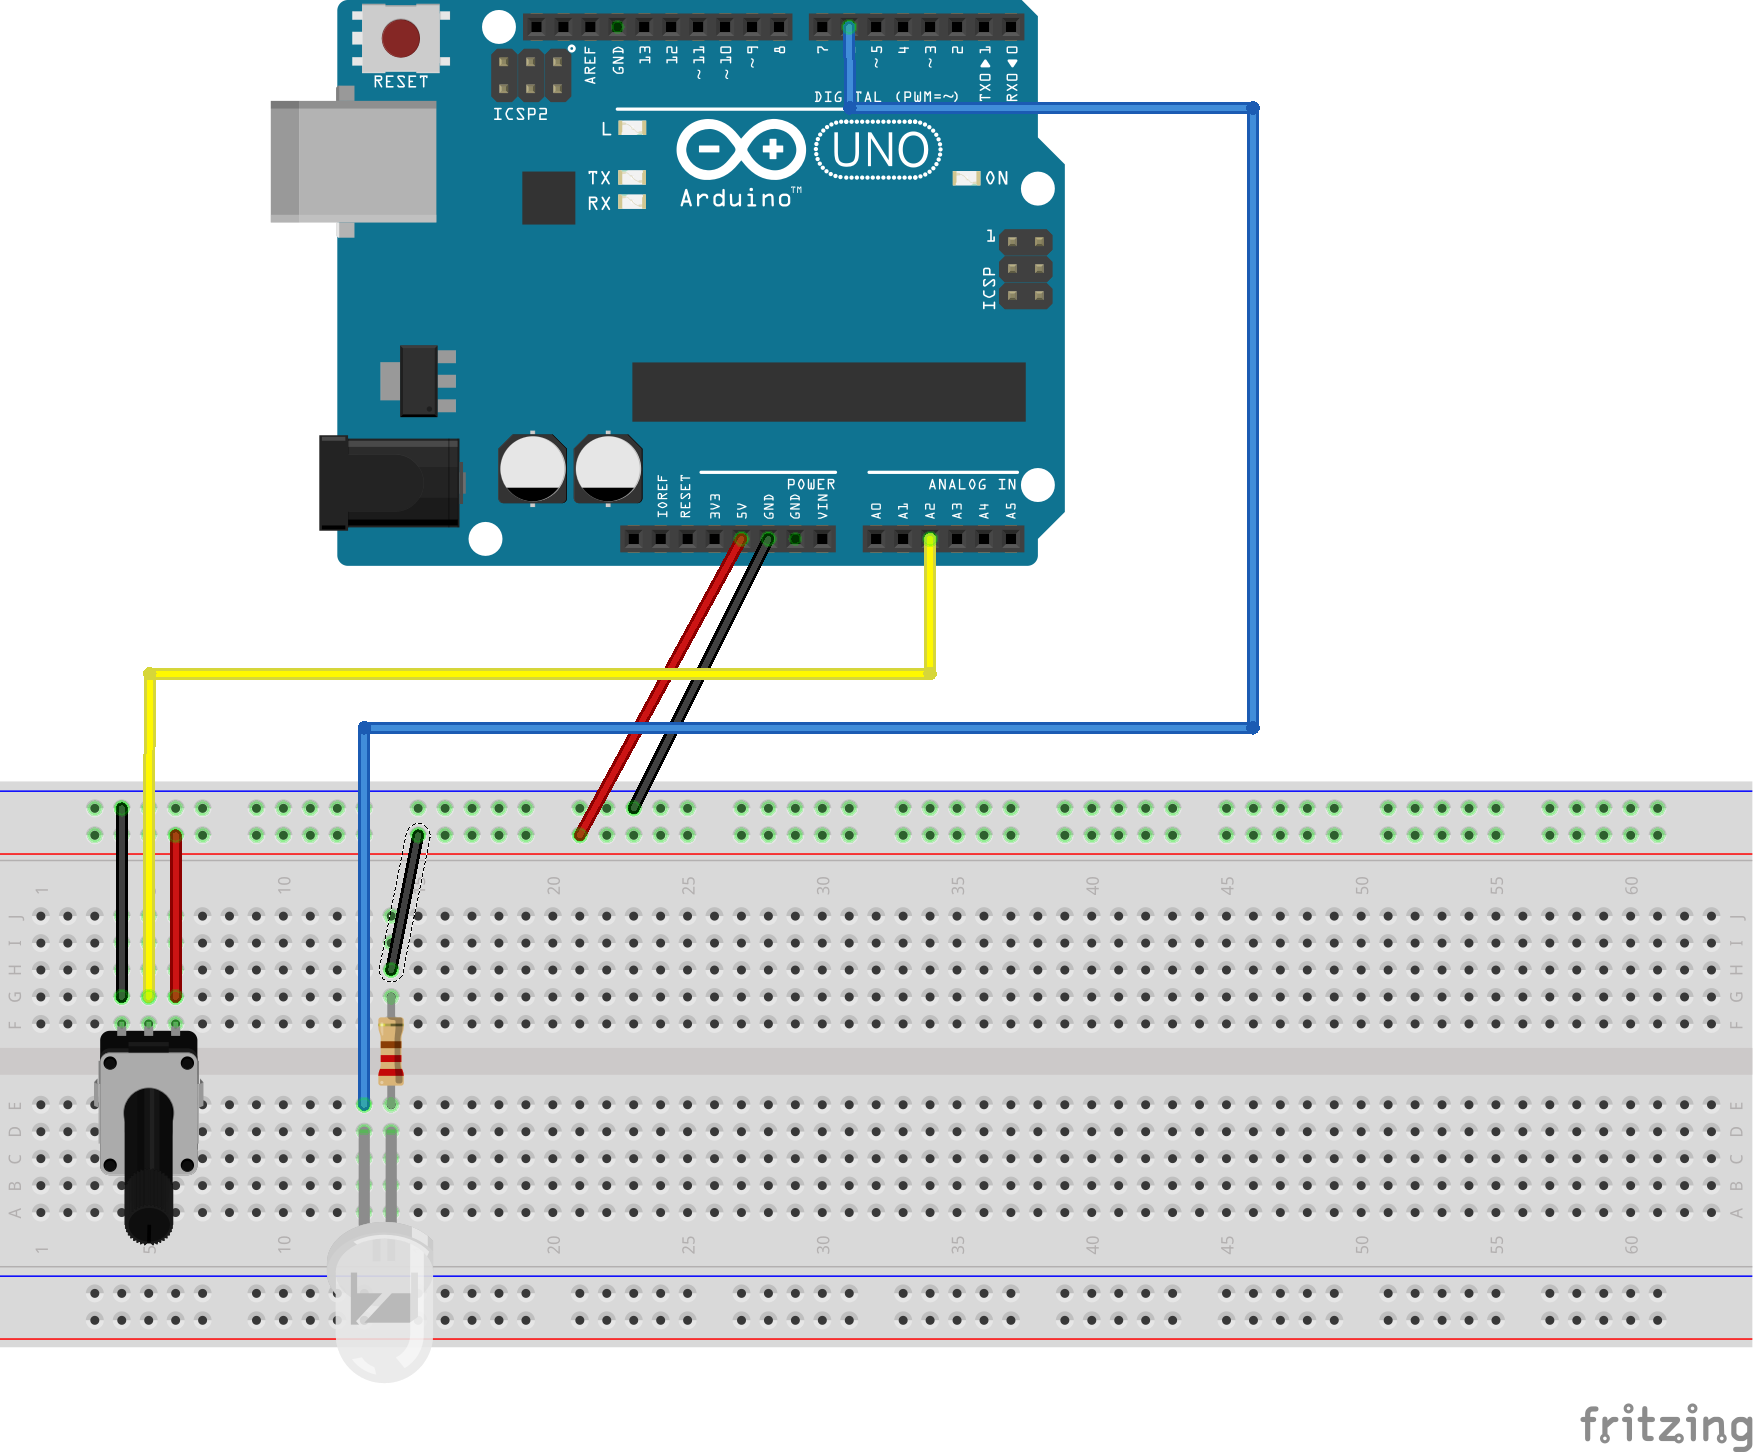 RESET
ICSP2
AREF
GND
13
12
~11
~10
~9
8
7
~5
4
~3
2
TX0▶1
RX0◀0
DIGITAL (PWM=~)
L
TX
RX
UNO
Arduino™
ON
1
ICSP
POWER
ANALOG IN
IOREF
RESET
3V3
5V
GND
GND
VIN
A0
A1
A2
A3
A4
A5
1
10
20
25
30
35
40
45
50
55
60
J
J
I
I
H
H
G
G
F
F
E
E
D
D
C
C
B
B
A
A
1
5
10
20
25
30
35
40
45
50
55
60
fritzing